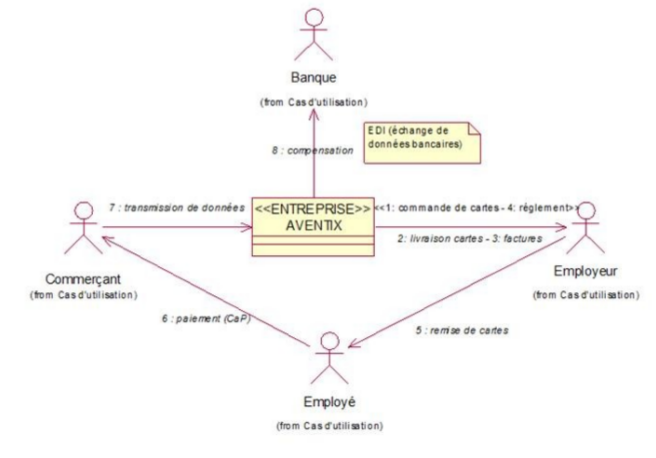 Banque
(from Cas d'utilisation)
EDI (échange de
données bancaires)
8 : compensation
7 : transmission de données
<<ENTREPRISE>>
AVENTIX
<<1: commande de cartes - 4: règlement>>
2: livraison cartes - 3: factures
Commerçant
(from Cas d'utilisation)
Employeur
(from Cas d'utilisation)
6 : paiement (CaP)
5 : remise de cartes
Employé
(from Cas d'utilisation)